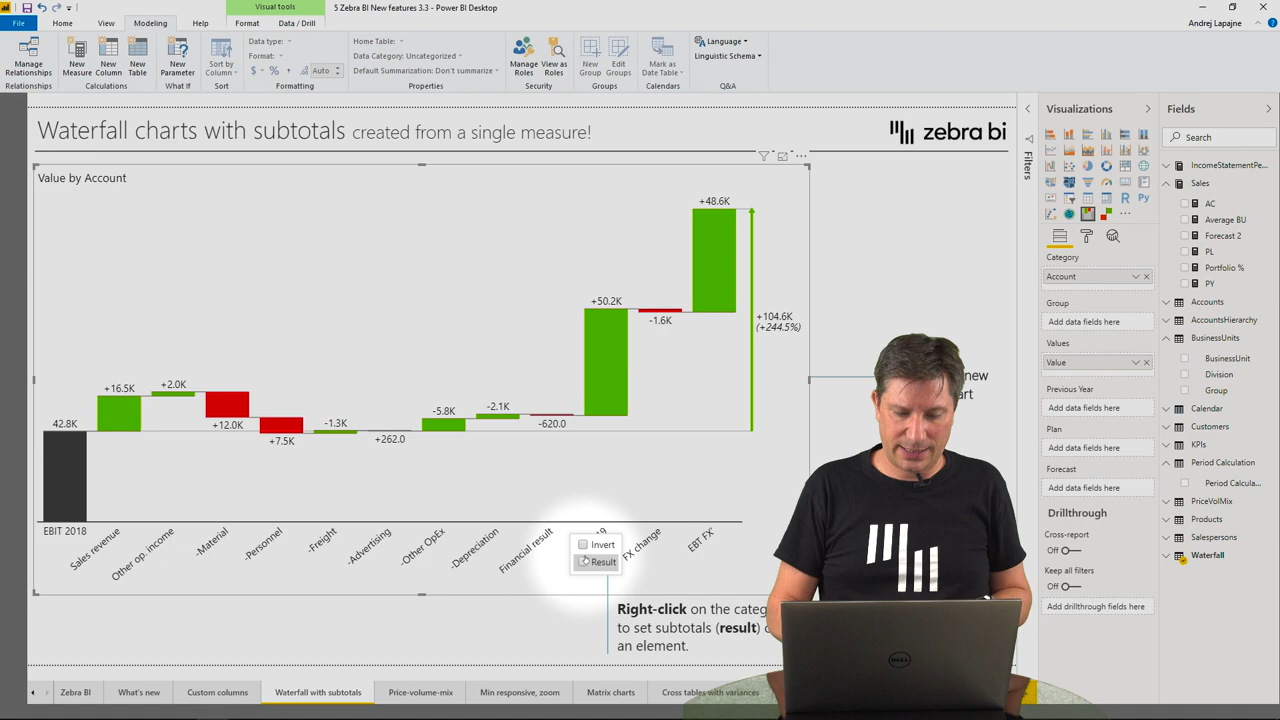 Visual tools
5 Zebra BI New features 3.3 - Power BI Desktop
File
Home
View
Modeling
Help
Format
Data / Drill
Andrej Lapajne
Manage Relationships
Relationships
New Measure
New Column
New Table
Calculations
New Parameter
What If
Sort by Column
Sort
Data type:
Format:
$ % , Auto
Formatting
Home Table:
Data Category: Uncategorized
Default Summarization: Don't summarize
Properties
Manage Roles
View as Roles
Security
New Group
Edit Groups
Groups
Mark as Date Table
Calendars
Language
Linguistic Schema
Q&A
Waterfall charts with subtotals created from a single measure!
zebra bi
Value by Account
+48.6K
+50.2K
-1.6K
+104.6K
(+244.5%)
+16.5K
+2.0K
42.8K
+12.0K
+7.5K
-1.3K
+262.0
-5.8K
-2.1K
-620.0
EBIT 2018
Sales revenue
Other op. income
-Material
-Personnel
-Freight
-Advertising
-Other OpEx
-Depreciation
Financial result
FX change
EBT FX'
Invert
Result
new
Right-click on the categ
to set subtotals (result)
an element.
Filters
Visualizations
Category
Account
Group
Add data fields here
Values
Value
Previous Year
Add data fields here
Plan
Add data fields here
Forecast
Add data fields here
Drillthrough
Cross-report
Off
Keep all filters
Off
Add drillthrough fields here
Fields
Search
IncomeStatementPe...
Sales
AC
Average BU
Forecast 2
PL
Portfolio %
PY
Accounts
AccountsHierarchy
BusinessUnits
BusinessUnit
Division
Group
Calendar
Customers
KPIs
Period Calculation
Period Calcula...
PriceVolMix
Products
Salespersons
Waterfall
Zebra BI
What's new
Custom columns
Waterfall with subtotals
Price-volume-mix
Min responsive, zoom
Matrix charts
Cross tables with variances
DELL